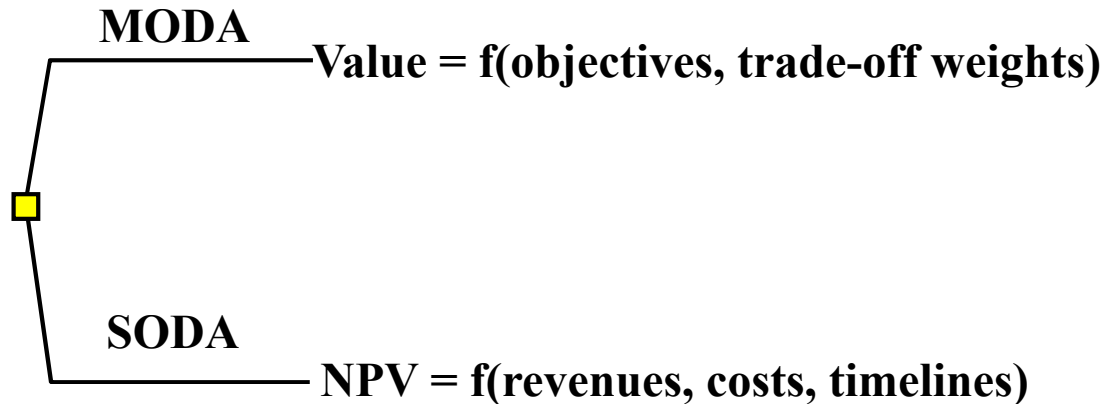 MODA
Value = f(objectives, trade-off weights)
SODA
NPV = f(revenues, costs, timelines)